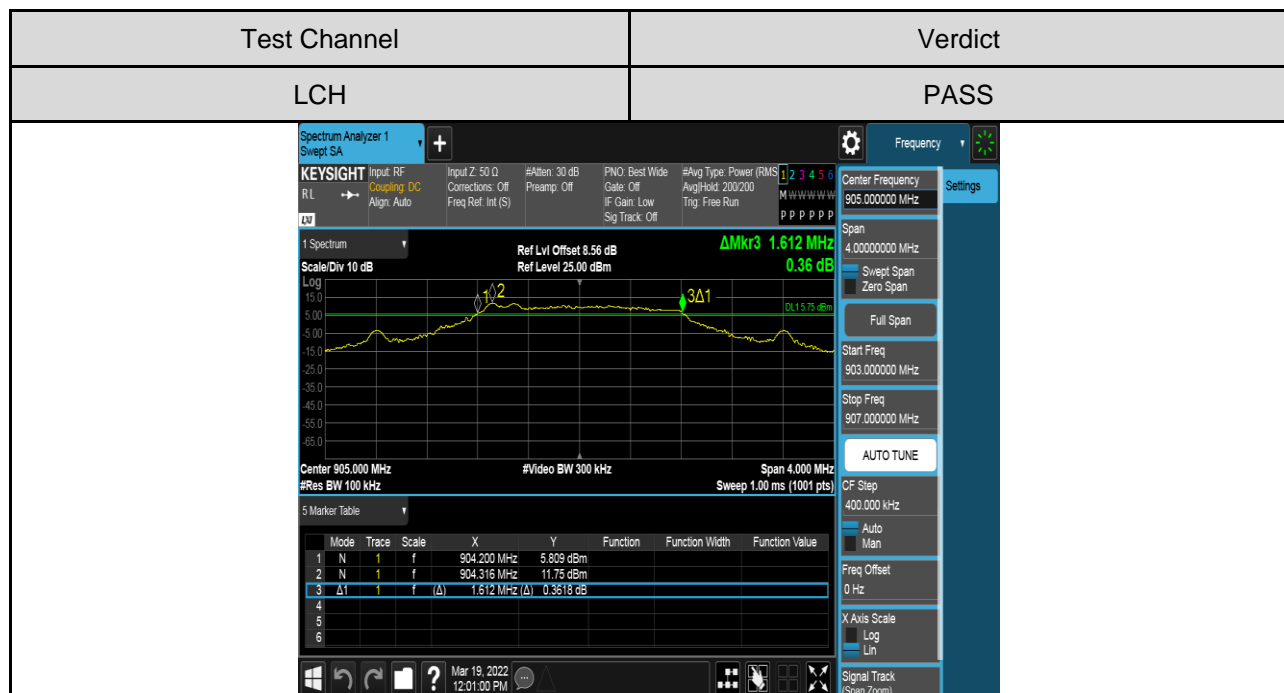 Test Channel Verdict
LCH PASS
Spectrum Analyzer 1
Swept SA
Frequency
KEYSIGHT Input: RF Input Z: 50 Ω #Atten: 30 dB PNO: Best Wide #Avg Type: Power (RMS 1 2 3 4 5 6
RL Coupling: DC Corrections: Off Preamp: Off Gate: Off Avg|Hold: 200/200 M W W W W W
Align: Auto Freq Ref: Int (S) IF Gain: Low Trig: Free Run
LXI Sig Track: Off P P P P P P
1 Spectrum Ref Lvl Offset 8.56 dB ΔMkr3 1.612 MHz
Scale/Div 10 dB Ref Level 25.00 dBm 0.36 dB
Log
15.0
5.00
-5.00
-15.0
-25.0
-35.0
-45.0
-55.0
-65.0
1 2 3Δ1
DL1 5.75 dBm
Center 905.000 MHz #Video BW 300 kHz Span 4.000 MHz
#Res BW 100 kHz Sweep 1.00 ms (1001 pts)
5 Marker Table
Mode Trace Scale X Y Function Function Width Function Value
1 N 1 f 904.200 MHz 5.809 dBm
2 N 1 f 904.316 MHz 11.75 dBm
3 Δ1 1 f (Δ) 1.612 MHz (Δ) 0.3618 dB
4
5
6
Mar 19, 2022
12:01:00 PM
Center Frequency
905.000000 MHz
Settings
Span
4.00000000 MHz
Swept Span
Zero Span
Full Span
Start Freq
903.000000 MHz
Stop Freq
907.000000 MHz
AUTO TUNE
CF Step
400.000 kHz
Auto
Man
Freq Offset
0 Hz
X Axis Scale
Log
Lin
Signal Track
(Span Zoom)